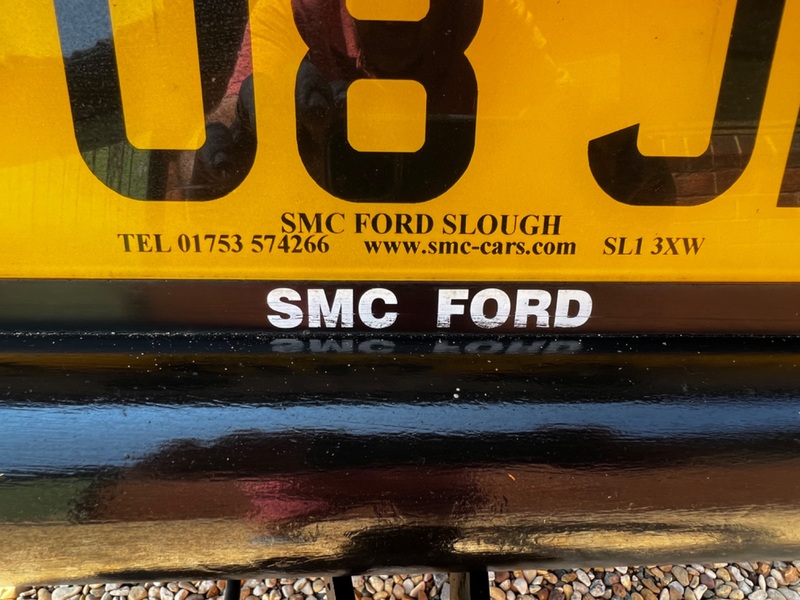 08 J
SMC FORD SLOUGH
TEL 01753 574266 www.smc-cars.com SL1 3XW
SMC FORD